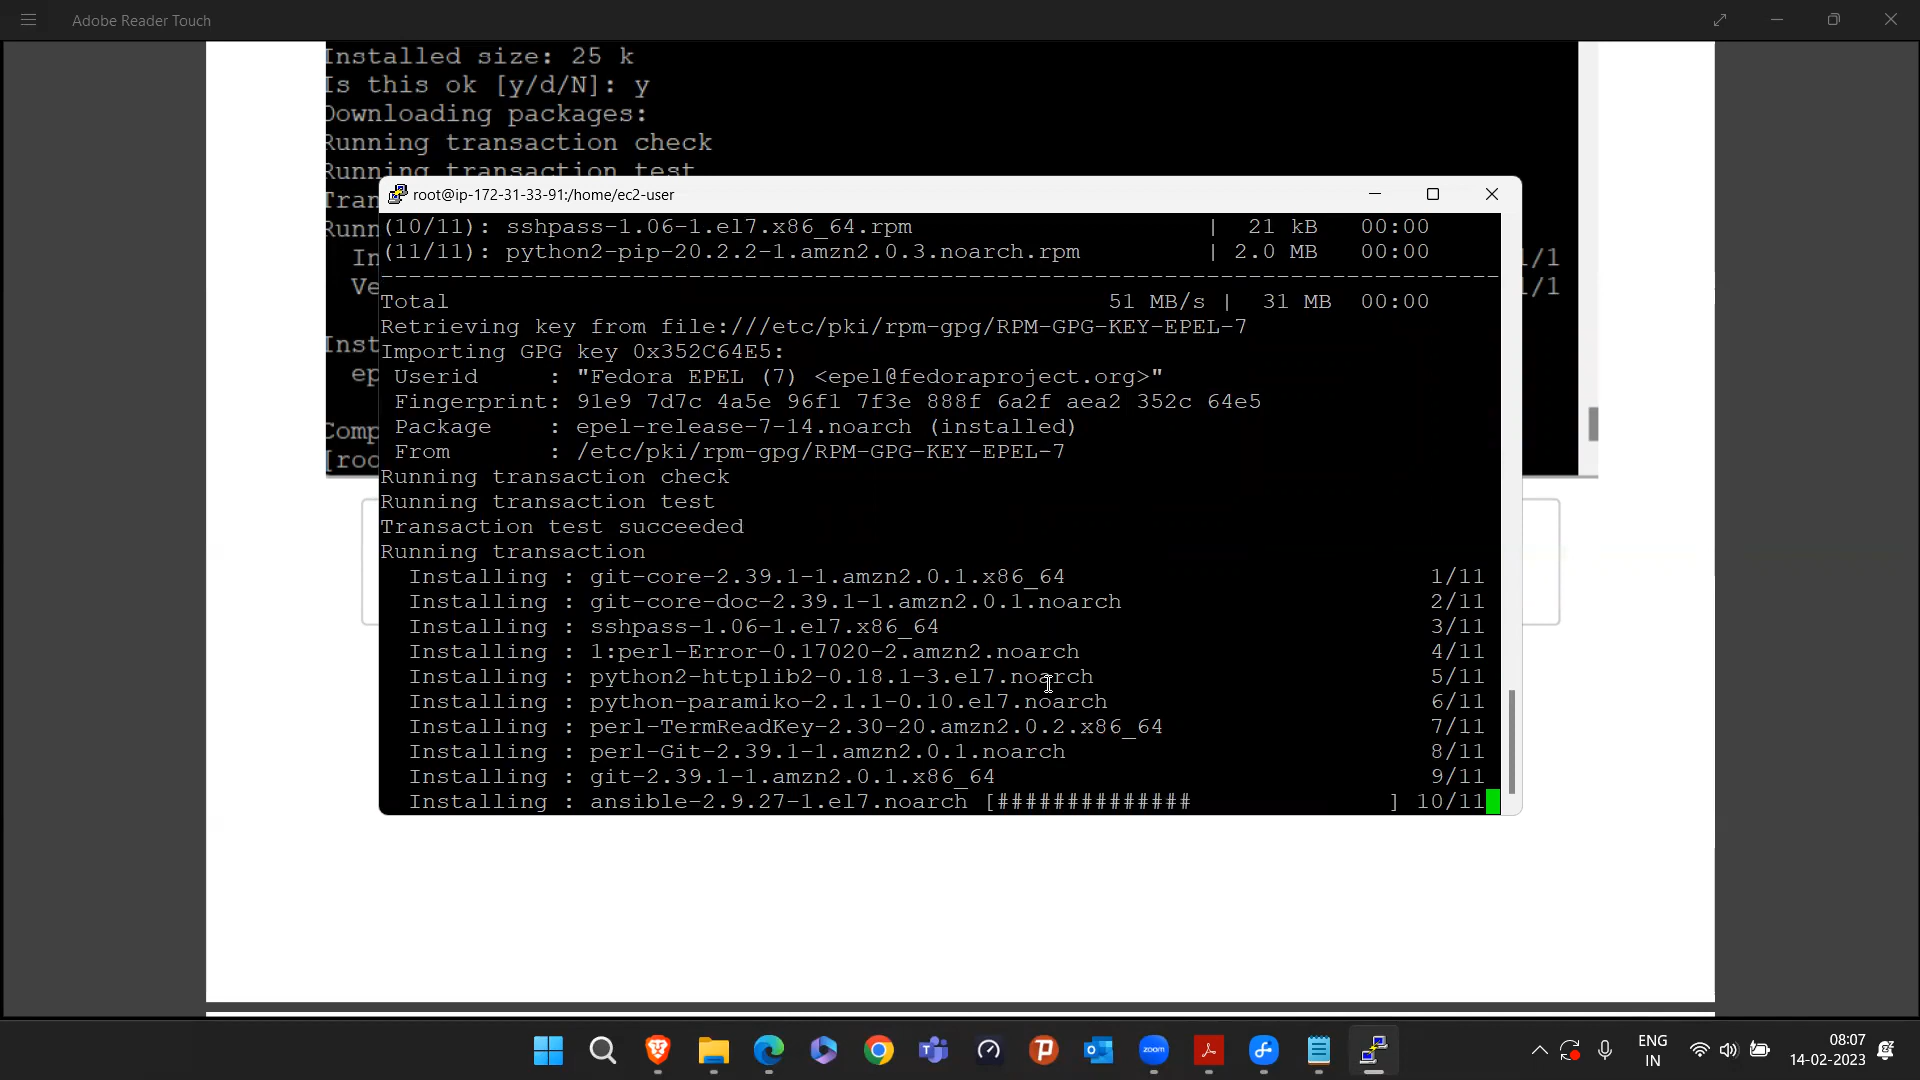 Adobe Reader Touch
Installed size: 25 k
Is this ok [y/d/N]: y
Downloading packages:
Running transaction check
Running transaction test
Tran
Runn
In
Ve
1/1
1/1
Inst
ep
Comp
[roo
root@ip-172-31-33-91:/home/ec2-user
(10/11): sshpass-1.06-1.el7.x86_64.rpm | 21 kB 00:00
(11/11): python2-pip-20.2.2-1.amzn2.0.3.noarch.rpm | 2.0 MB 00:00
--------------------------------------------------------------------------------
Total 51 MB/s | 31 MB 00:00
Retrieving key from file:///etc/pki/rpm-gpg/RPM-GPG-KEY-EPEL-7
Importing GPG key 0x352C64E5:
Userid : "Fedora EPEL (7) <epel@fedoraproject.org>"
Fingerprint: 91e9 7d7c 4a5e 96f1 7f3e 888f 6a2f aea2 352c 64e5
Package : epel-release-7-14.noarch (installed)
From : /etc/pki/rpm-gpg/RPM-GPG-KEY-EPEL-7
Running transaction check
Running transaction test
Transaction test succeeded
Running transaction
Installing : git-core-2.39.1-1.amzn2.0.1.x86_64 1/11
Installing : git-core-doc-2.39.1-1.amzn2.0.1.noarch 2/11
Installing : sshpass-1.06-1.el7.x86_64 3/11
Installing : 1:perl-Error-0.17020-2.amzn2.noarch 4/11
Installing : python2-httplib2-0.18.1-3.el7.noarch 5/11
Installing : python-paramiko-2.1.1-0.10.el7.noarch 6/11
Installing : perl-TermReadKey-2.30-20.amzn2.0.2.x86_64 7/11
Installing : perl-Git-2.39.1-1.amzn2.0.1.noarch 8/11
Installing : git-2.39.1-1.amzn2.0.1.x86_64 9/11
Installing : ansible-2.9.27-1.el7.noarch [############## ] 10/11
zoom
ENG
IN
08:07
14-02-2023